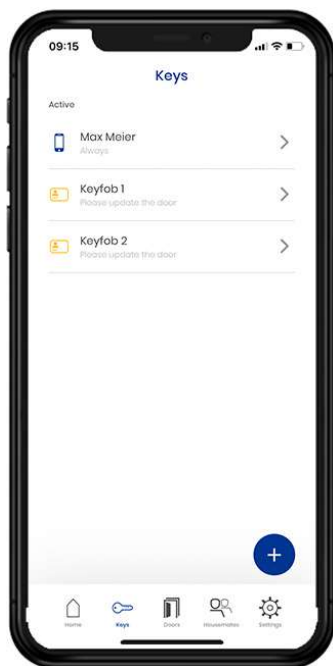 09:15
Keys
Active
Max Meier
Always
Keyfob 1
Please update the door
Keyfob 2
Please update the door
Home
Keys
Doors
Housemates
Settings